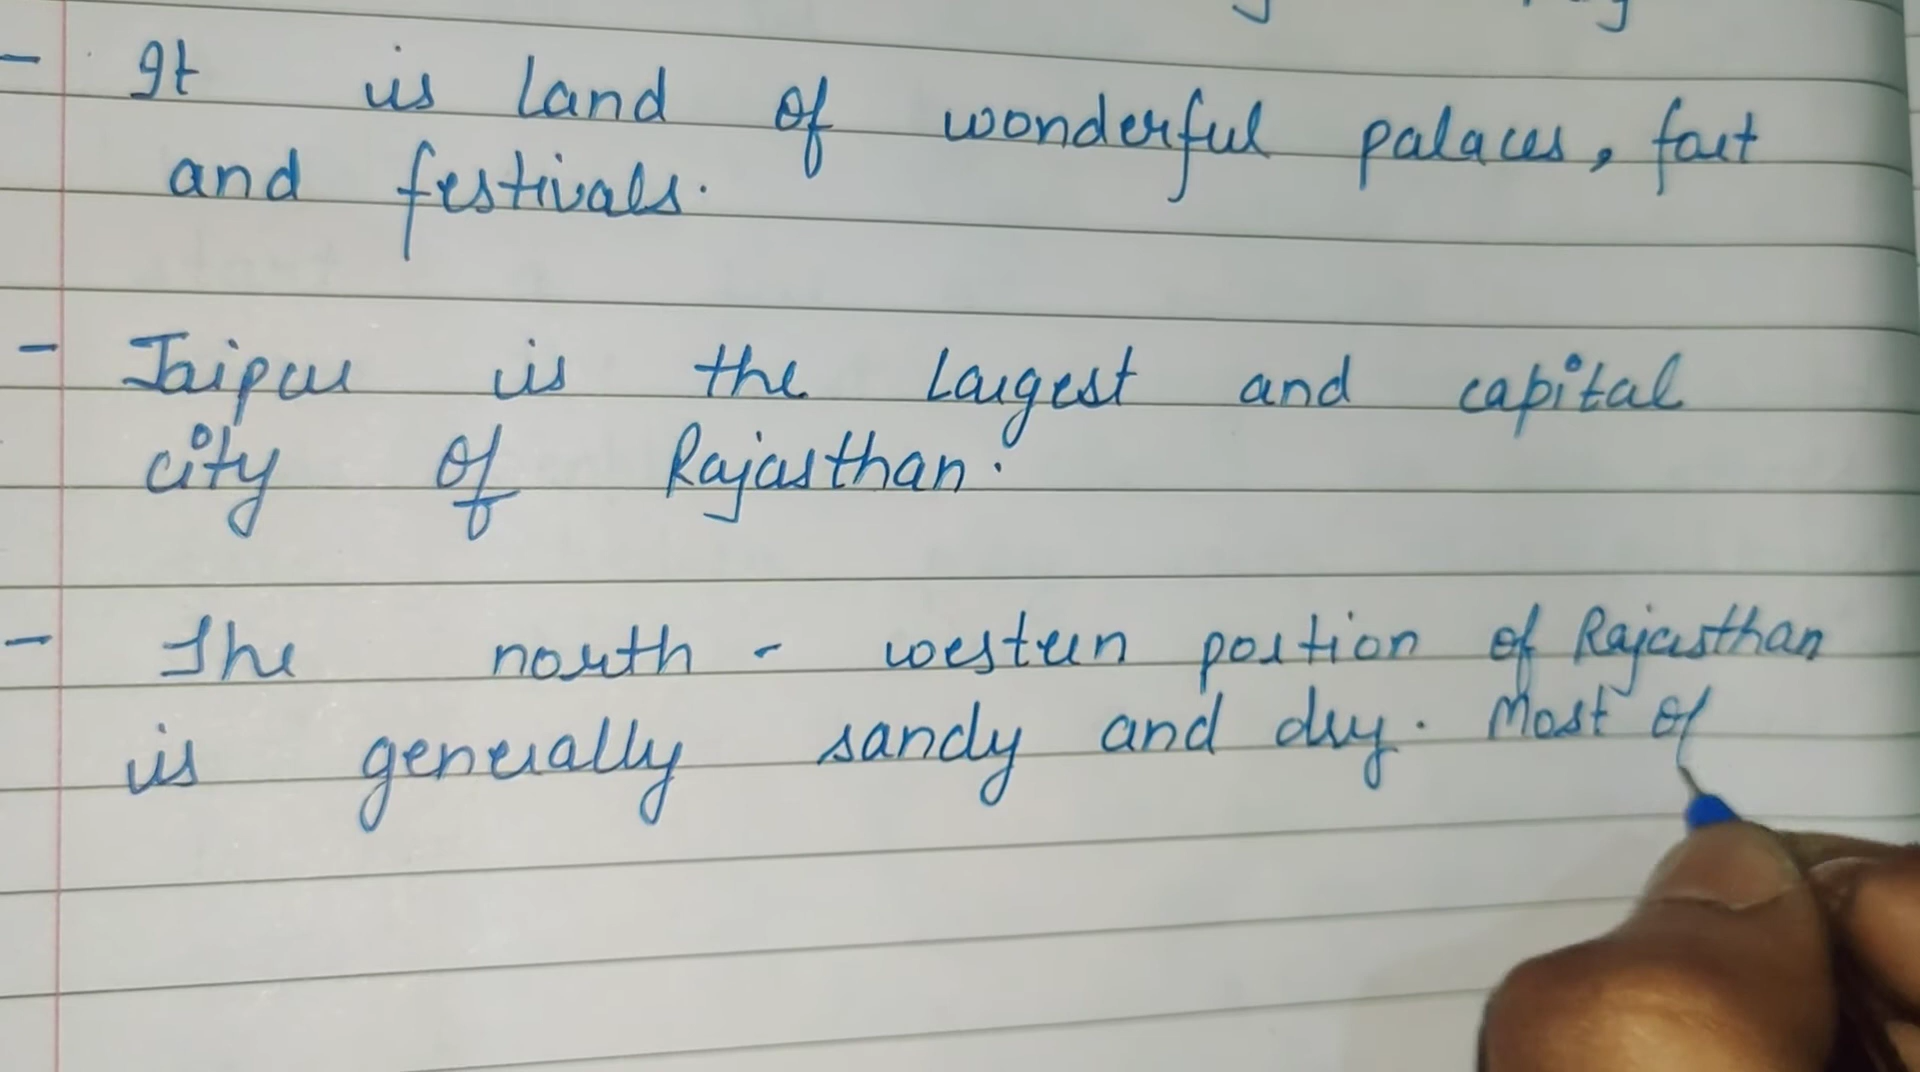 - It is land of wonderful palaces, fort
and festivals.
- Jaipur is the largest and capital
city of Rajasthan.
- The north - western portion of Rajasthan
is generally sandy and dry. Most of